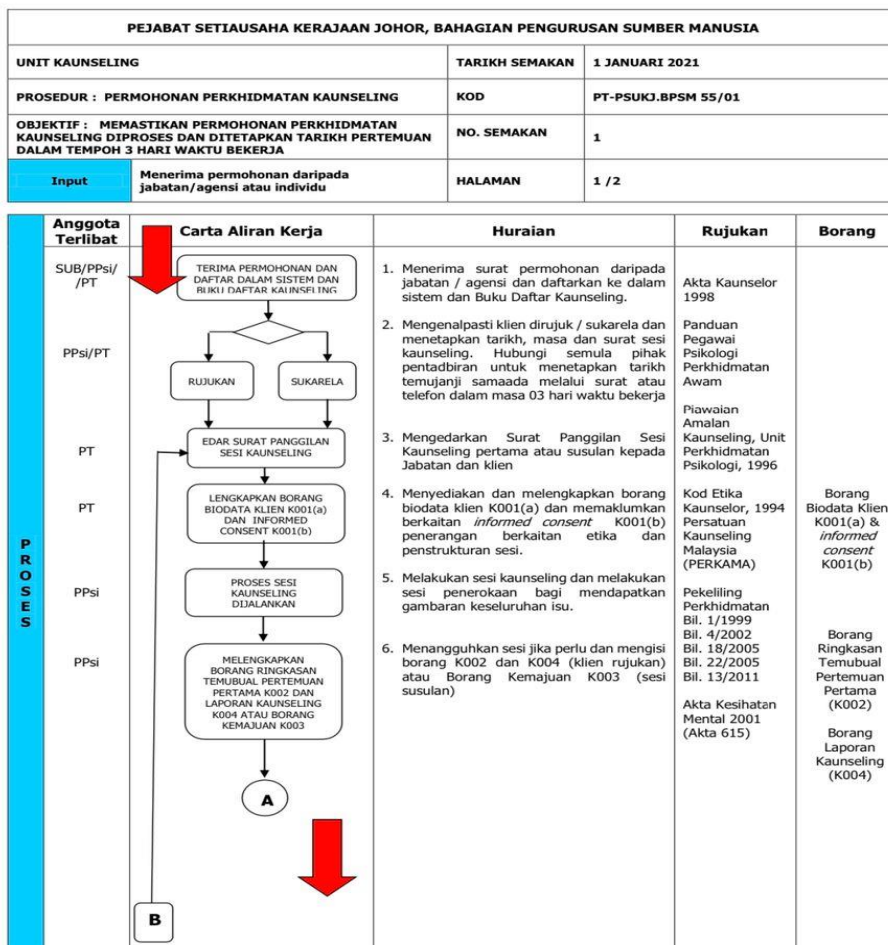 PEJABAT SETIAUSAHA KERAJAAN JOHOR, BAHAGIAN PENGURUSAN SUMBER MANUSIA
UNIT KAUNSELING
TARIKH SEMAKAN
1 JANUARI 2021
PROSEDUR : PERMOHONAN PERKHIDMATAN KAUNSELING
KOD
PT-PSUKJ.BPSM 55/01
OBJEKTIF : MEMASTIKAN PERMOHONAN PERKHIDMATAN
KAUNSELING DIPROSES DAN DITETAPKAN TARIKH PERTEMUAN
DALAM TEMPOH 3 HARI WAKTU BEKERJA
NO. SEMAKAN
1
Input
Menerima permohonan daripada
jabatan/agensi atau individu
HALAMAN
1 /2
PROSES
Anggota
Terlibat
Carta Aliran Kerja
Huraian
Rujukan
Borang
SUB/PPsi/
/PT
PPsi/PT
PT
PT
PPsi
PPsi
TERIMA PERMOHONAN DAN
DAFTAR DALAM SISTEM DAN
BUKU DAFTAR KAUNSELING
RUJUKAN
SUKARELA
EDAR SURAT PANGGILAN
SESI KAUNSELING
LENGKAPKAN BORANG
BIODATA KLIEN K001(a)
DAN INFORMED
CONSENT K001(b)
PROSES SESI
KAUNSELING
DIJALANKAN
MELENGKAPKAN
BORANG RINGKASAN
TEMUBUAL PERTEMUAN
PERTAMA K002 DAN
LAPORAN KAUNSELING
K004 ATAU BORANG
KEMAJUAN K003
A
B
1. Menerima surat permohonan daripada
jabatan / agensi dan daftarkan ke dalam
sistem dan Buku Daftar Kaunseling.
2. Mengenalpasti klien dirujuk / sukarela dan
menetapkan tarikh, masa dan surat sesi
kaunseling. Hubungi semula pihak
pentadbiran untuk menetapkan tarikh
temujanji samaada melalui surat atau
telefon dalam masa 03 hari waktu bekerja
3. Mengedarkan Surat Panggilan Sesi
Kaunseling pertama atau susulan kepada
Jabatan dan klien
4. Menyediakan dan melengkapkan borang
biodata klien K001(a) dan memaklumkan
berkaitan informed consent K001(b)
penerangan berkaitan etika dan
penstrukturan sesi.
5. Melakukan sesi kaunseling dan melakukan
sesi penerokaan bagi mendapatkan
gambaran keseluruhan isu.
6. Menangguhkan sesi jika perlu dan mengisi
borang K002 dan K004 (klien rujukan)
atau Borang Kemajuan K003 (sesi
susulan)
Akta Kaunselor
1998
Panduan
Pegawai
Psikologi
Perkhidmatan
Awam
Piawaian
Amalan
Kaunseling, Unit
Perkhidmatan
Psikologi, 1996
Kod Etika
Kaunselor, 1994
Persatuan
Kaunseling
Malaysia
(PERKAMA)
Pekeliling
Perkhidmatan
Bil. 1/1999
Bil. 4/2002
Bil. 18/2005
Bil. 22/2005
Bil. 13/2011
Akta Kesihatan
Mental 2001
(Akta 615)
Borang
Biodata Klien
K001(a) &
informed
consent
K001(b)
Borang
Ringkasan
Temubual
Pertemuan
Pertama
(K002)
Borang
Laporan
Kaunseling
(K004)